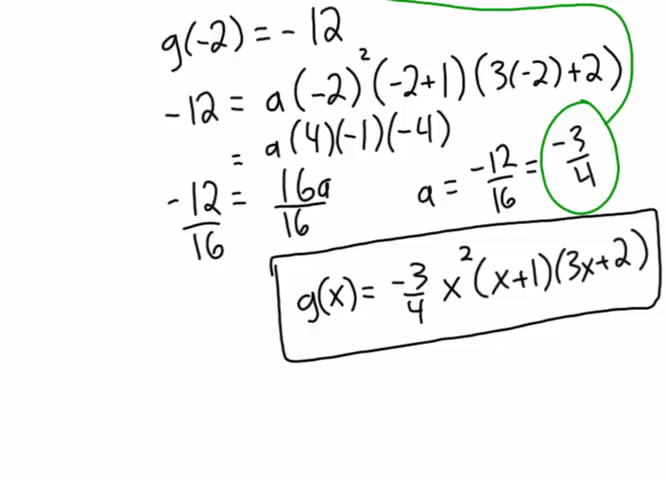 g(-2) = -12
-12 = a(-2)²(-2+1)(3(-2)+2)
= a(4)(-1)(-4)
-12/16 = 16a/16
a = -12/16 = -3/4
g(x) = -3/4 x²(x+1)(3x+2)